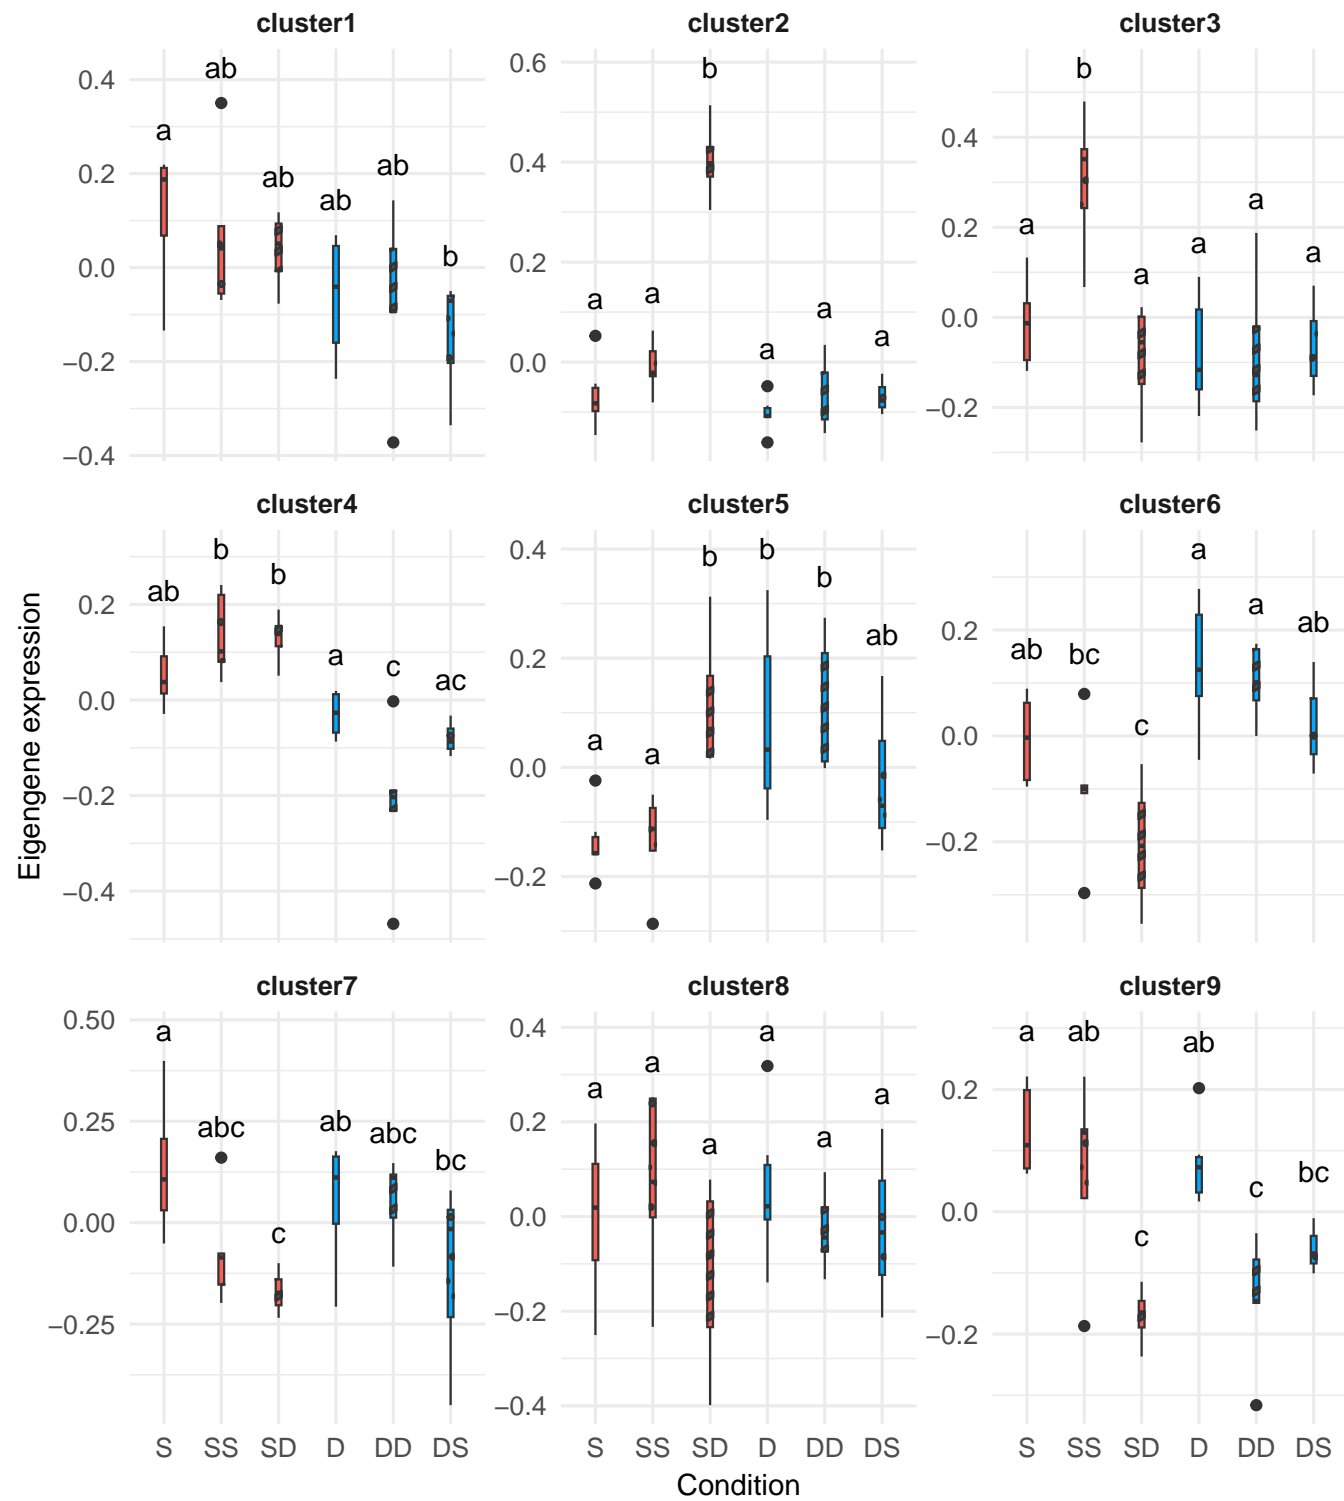 cluster1 cluster2 cluster3
0.4
0.2
0.0
−0.2
−0.4
a ab ab ab ab b
0.6
0.4
0.2
0.0
a a b a a a
0.4
0.2
0.0
−0.2
a b a a a a
cluster4 cluster5 cluster6
0.2
0.0
−0.2
−0.4
ab b b a c ac
0.4
0.2
0.0
−0.2
a a b b b ab
0.2
0.0
−0.2
ab bc c a a ab
cluster7 cluster8 cluster9
0.50
0.25
0.00
−0.25
a abc c ab abc bc
0.4
0.2
0.0
−0.2
−0.4
a a a a a a
0.2
0.0
−0.2
a ab c ab c bc
S SS SD D DD DS
S SS SD D DD DS
S SS SD D DD DS
Condition
Eigengene expression